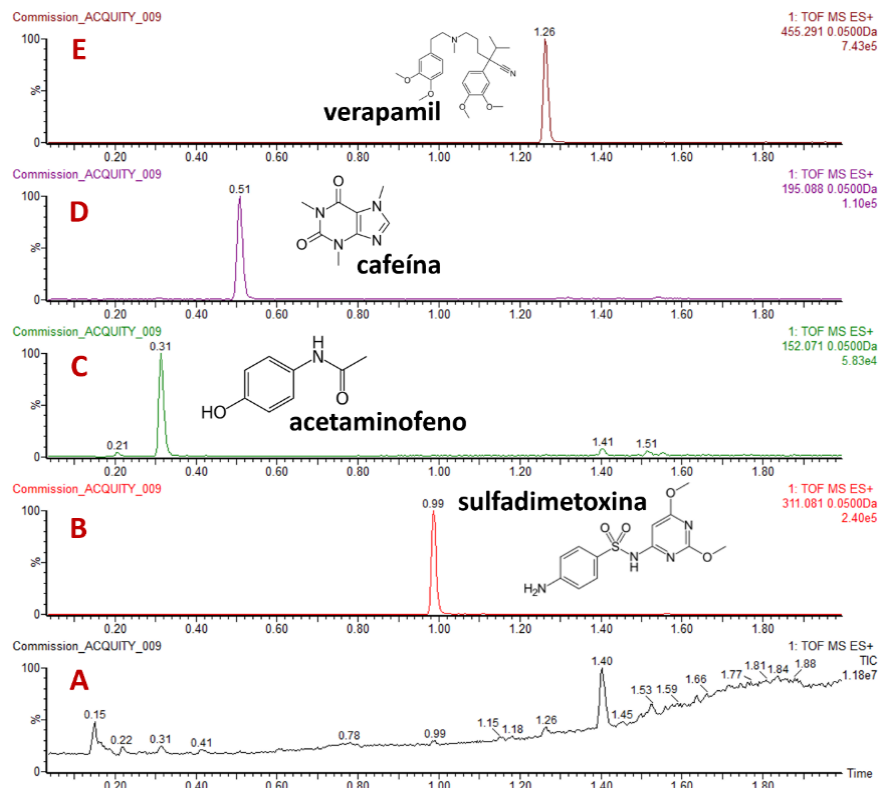 Commission_ACQUITY_009
1: TOF MS ES+
455.291 0.0500Da
7.43e5
E
1.26
100
%
0
verapamil
N
N
O
O
O
O
0.20 0.40 0.60 0.80 1.00 1.20 1.40 1.60 1.80
Commission_ACQUITY_009
1: TOF MS ES+
195.088 0.0500Da
1.10e5
D
0.51
100
%
0
O
N
N
O
N
N
cafeína
0.20 0.40 0.60 0.80 1.00 1.20 1.40 1.60 1.80
Commission_ACQUITY_009
1: TOF MS ES+
152.071 0.0500Da
5.83e4
C
0.31
100
%
0
H
N
O
HO
acetaminofeno
0.21
1.41
1.51
0.20 0.40 0.60 0.80 1.00 1.20 1.40 1.60 1.80
Commission_ACQUITY_009
1: TOF MS ES+
311.081 0.0500Da
2.40e5
B
0.99
100
%
0
sulfadimetoxina
O
O O
S
N
NH
N
O
H2N
0.20 0.40 0.60 0.80 1.00 1.20 1.40 1.60 1.80
Commission_ACQUITY_009
1: TOF MS ES+
TIC
1.18e7
A
100
%
0
0.15
0.22
0.31
0.41
0.78
0.99
1.15
1.18
1.26
1.40
1.45
1.53
1.59
1.66
1.77
1.81
1.84
1.88
Time
0.20 0.40 0.60 0.80 1.00 1.20 1.40 1.60 1.80